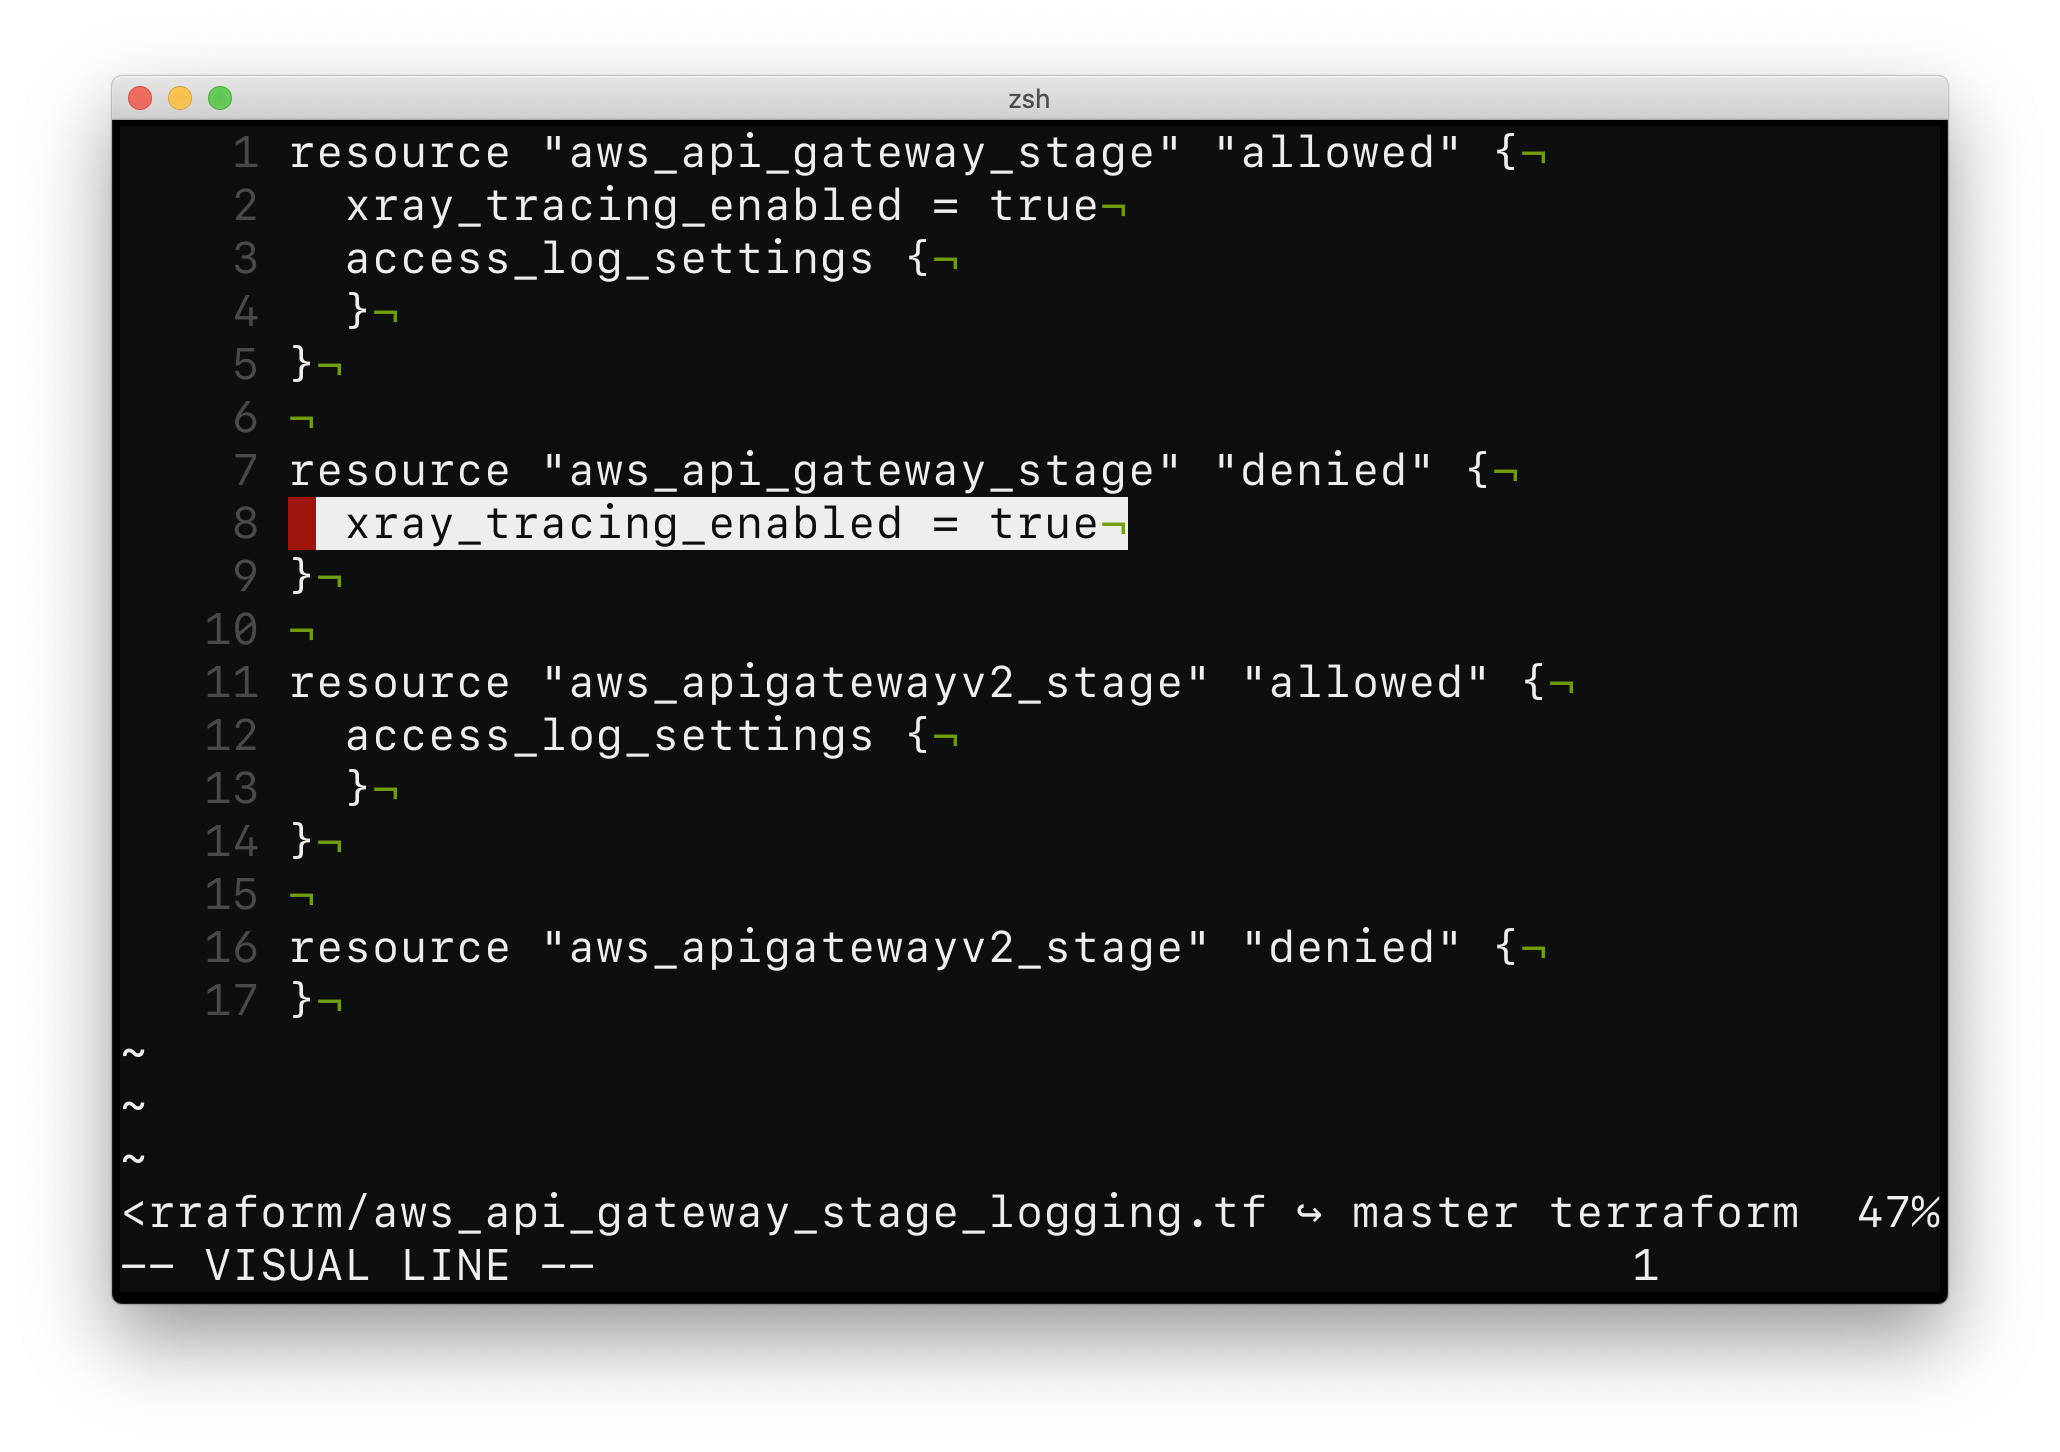 zsh
1 resource "aws_api_gateway_stage" "allowed" {¬
2   xray_tracing_enabled = true¬
3   access_log_settings {¬
4   }¬
5 }¬
6 ¬
7 resource "aws_api_gateway_stage" "denied" {¬
8   xray_tracing_enabled = true¬
9 }¬
10 ¬
11 resource "aws_apigatewayv2_stage" "allowed" {¬
12   access_log_settings {¬
13   }¬
14 }¬
15 ¬
16 resource "aws_apigatewayv2_stage" "denied" {¬
17 }¬
~
~
~
<rraform/aws_api_gateway_stage_logging.tf ↪ master terraform  47%
-- VISUAL LINE -- 1